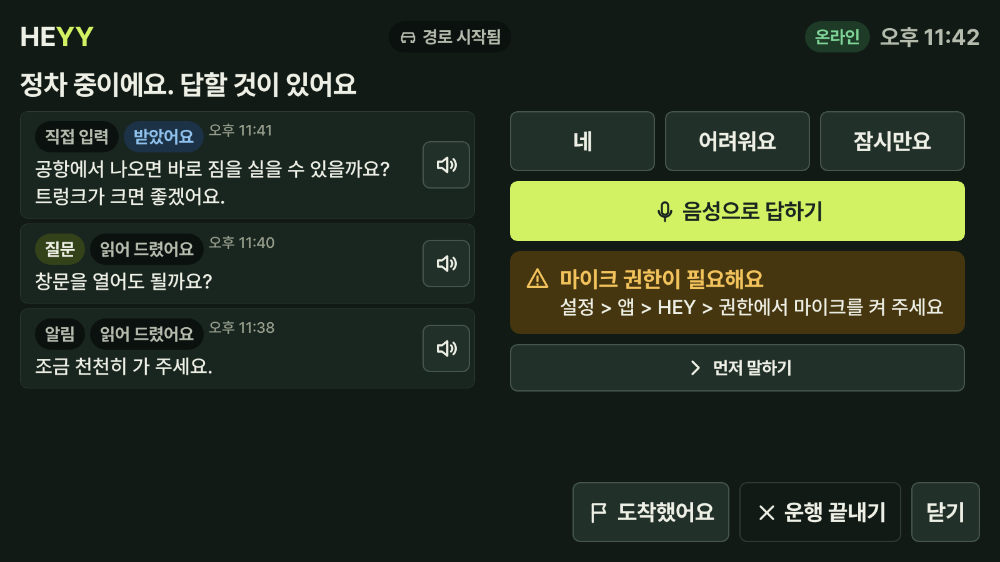 HEYY
경로 시작됨
온라인
오후 11:42
정차 중이에요. 답할 것이 있어요
직접 입력
받았어요
오후 11:41
공항에서 나오면 바로 짐을 실을 수 있을까요?
트렁크가 크면 좋겠어요.
질문
읽어 드렸어요
오후 11:40
창문을 열어도 될까요?
알림
읽어 드렸어요
오후 11:38
조금 천천히 가 주세요.
네
어려워요
잠시만요
음성으로 답하기
마이크 권한이 필요해요
설정 > 앱 > HEY > 권한에서 마이크를 켜 주세요
먼저 말하기
도착했어요
운행 끝내기
닫기